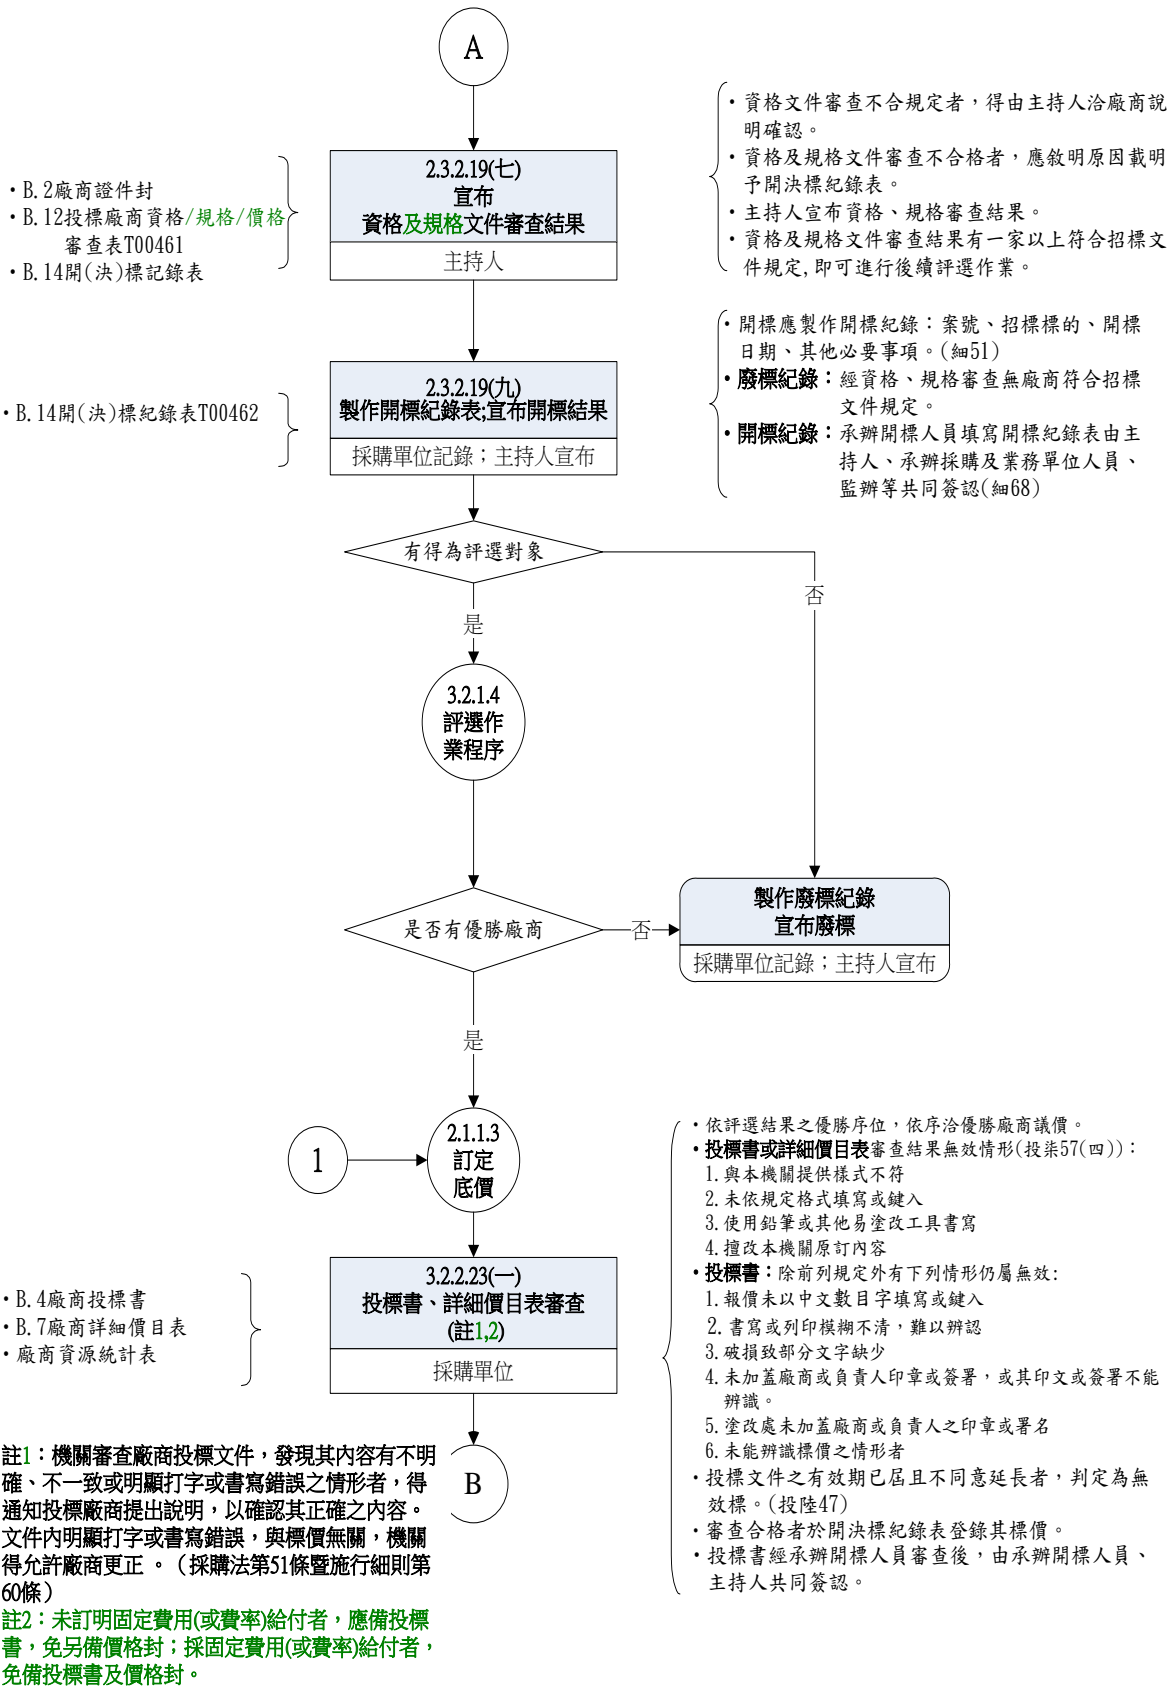 A
・資格文件審查不合規定者，得由主持人洽廠商說
明確認。
・資格及規格文件審查不合格者，應敘明原因載明
予開決標紀錄表。
・主持人宣布資格、規格審查結果。
・資格及規格文件審查結果有一家以上符合招標文
件規定,即可進行後續評選作業。
2.3.2.19(七)
宣布
資格及規格文件審查結果
主持人
・B.2廠商證件封
・B.12投標廠商資格/規格/價格
審查表T00461
・B.14開(決)標記錄表
・開標應製作開標紀錄：案號、招標標的、開標
日期、其他必要事項。(細51)
・廢標紀錄：經資格、規格審查無廠商符合招標
文件規定。
・開標紀錄：承辦開標人員填寫開標紀錄表由主
持人、承辦採購及業務單位人員、
監辦等共同簽認(細68)
2.3.2.19(九)
製作開標紀錄表;宣布開標結果
採購單位記錄；主持人宣布
・B.14開(決)標紀錄表T00462
有得為評選對象
否
是
3.2.1.4
評選作
業程序
是否有優勝廠商
否
製作廢標紀錄
宣布廢標
採購單位記錄；主持人宣布
是
1
2.1.1.3
訂定
底價
・依評選結果之優勝序位，依序洽優勝廠商議價。
・投標書或詳細價目表審查結果無效情形(投柒57(四))：
1.與本機關提供樣式不符
2.未依規定格式填寫或鍵入
3.使用鉛筆或其他易塗改工具書寫
4.擅改本機關原訂內容
・投標書：除前列規定外有下列情形仍屬無效:
1.報價未以中文數目字填寫或鍵入
2.書寫或列印模糊不清，難以辨認
3.破損致部分文字缺少
4.未加蓋廠商或負責人印章或簽署，或其印文或簽署不能
辨識。
5.塗改處未加蓋廠商或負責人之印章或署名
6.未能辨識標價之情形者
・投標文件之有效期已屆且不同意延長者，判定為無
效標。(投陸47)
・審查合格者於開決標紀錄表登錄其標價。
・投標書經承辦開標人員審查後，由承辦開標人員、
主持人共同簽認。
3.2.2.23(一)
投標書、詳細價目表審查
(註1,2)
採購單位
・B.4廠商投標書
・B.7廠商詳細價目表
・廠商資源統計表
B
註1：機關審查廠商投標文件，發現其內容有不明
確、不一致或明顯打字或書寫錯誤之情形者，得
通知投標廠商提出說明，以確認其正確之內容。
文件內明顯打字或書寫錯誤，與標價無關，機關
得允許廠商更正 。（採購法第51條暨施行細則第
60條）
註2：未訂明固定費用(或費率)給付者，應備投標
書，免另備價格封；採固定費用(或費率)給付者，
免備投標書及價格封。